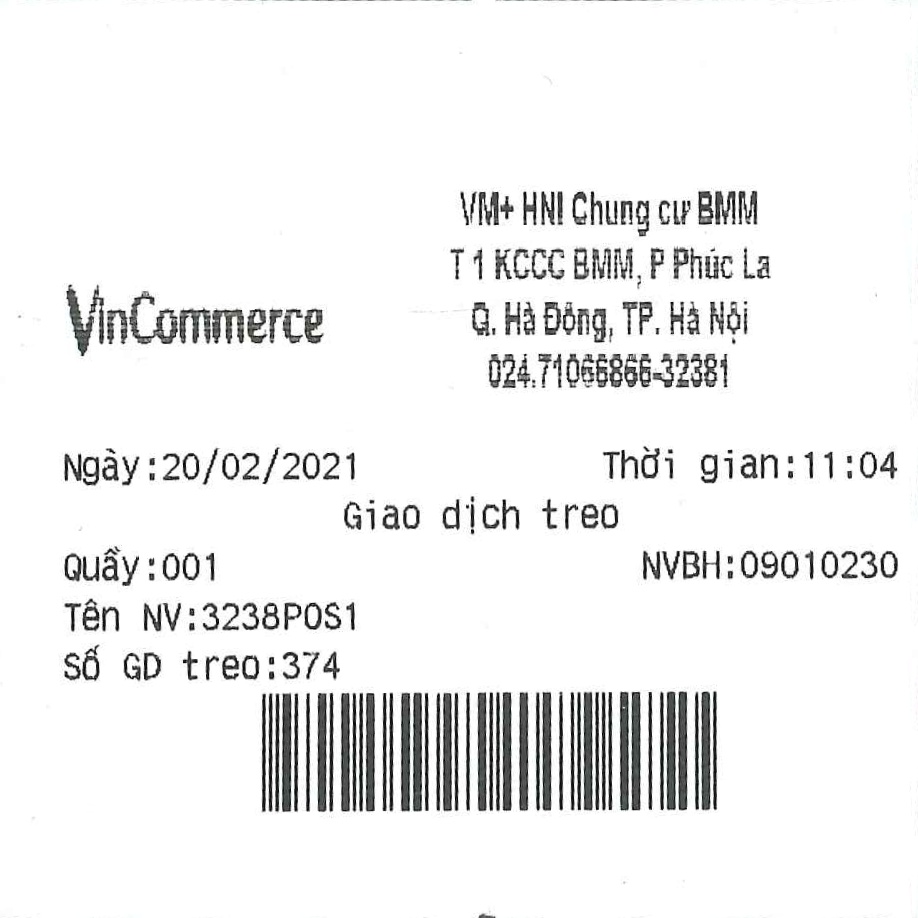 VM+ HNI Chung cư BMM
T 1 KCCC BMM, P Phúc La
VinCommerce
Q. Hà Đông, TP. Hà Nội
024.71066866-32381
Ngày:20/02/2021 Thời gian:11:04
Giao dịch treo
Quầy:001 NVBH:09010230
Tên NV:3238POS1
Số GD treo:374